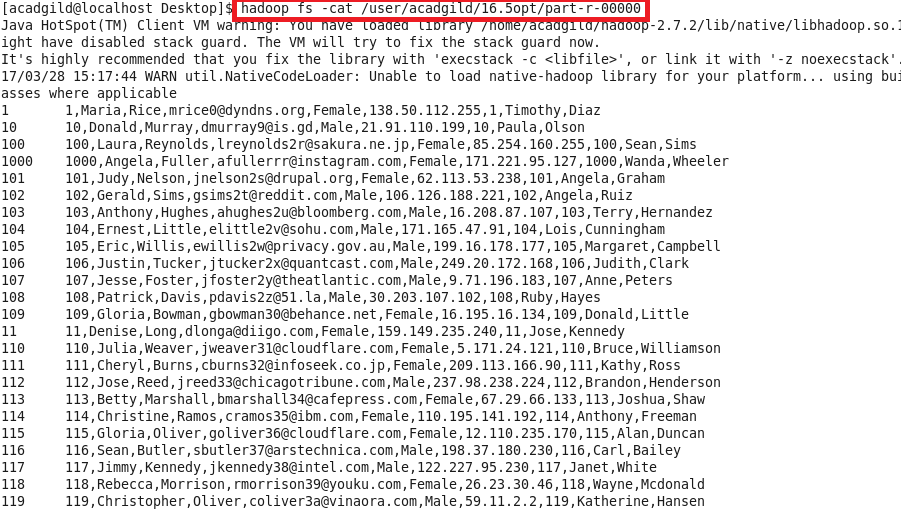 [acadgild@localhost Desktop]$ hadoop fs -cat /user/acadgild/16.5opt/part-r-00000
Java HotSpot(TM) Client VM warning: You have loaded library /home/acadgild/hadoop-2.7.2/lib/native/libhadoop.so.1
ight have disabled stack guard. The VM will try to fix the stack guard now.
It's highly recommended that you fix the library with 'execstack -c <libfile>', or link it with '-z noexecstack'.
17/03/28 15:17:44 WARN util.NativeCodeLoader: Unable to load native-hadoop library for your platform... using bui
asses where applicable
1 1,Maria,Rice,mrice0@dyndns.org,Female,138.50.112.255,1,Timothy,Diaz
10 10,Donald,Murray,dmurray9@is.gd,Male,21.91.110.199,10,Paula,Olson
100 100,Laura,Reynolds,lreynolds2r@sakura.ne.jp,Female,85.254.160.255,100,Sean,Sims
1000 1000,Angela,Fuller,afullerrr@instagram.com,Female,171.221.95.127,1000,Wanda,Wheeler
101 101,Judy,Nelson,jnelson2s@drupal.org,Female,62.113.53.238,101,Angela,Graham
102 102,Gerald,Sims,gsims2t@reddit.com,Male,106.126.188.221,102,Angela,Ruiz
103 103,Anthony,Hughes,ahughes2u@bloomberg.com,Male,16.208.87.107,103,Terry,Hernandez
104 104,Ernest,Little,elittle2v@sohu.com,Male,171.165.47.91,104,Lois,Cunningham
105 105,Eric,Willis,ewillis2w@privacy.gov.au,Male,199.16.178.177,105,Margaret,Campbell
106 106,Justin,Tucker,jtucker2x@quantcast.com,Male,249.20.172.168,106,Judith,Clark
107 107,Jesse,Foster,jfoster2y@theatlantic.com,Male,9.71.196.183,107,Anne,Peters
108 108,Patrick,Davis,pdavis2z@51.la,Male,30.203.107.102,108,Ruby,Hayes
109 109,Gloria,Bowman,gbowman30@behance.net,Female,16.195.16.134,109,Donald,Little
11 11,Denise,Long,dlonga@diigo.com,Female,159.149.235.240,11,Jose,Kennedy
110 110,Julia,Weaver,jweaver31@cloudflare.com,Female,5.171.24.121,110,Bruce,Williamson
111 111,Cheryl,Burns,cburns32@infoseek.co.jp,Female,209.113.166.90,111,Kathy,Ross
112 112,Jose,Reed,jreed33@chicagotribune.com,Male,237.98.238.224,112,Brandon,Henderson
113 113,Betty,Marshall,bmarshall34@cafepress.com,Female,67.29.66.133,113,Joshua,Shaw
114 114,Christine,Ramos,cramos35@ibm.com,Female,110.195.141.192,114,Anthony,Freeman
115 115,Gloria,Oliver,goliver36@cloudflare.com,Female,12.110.235.170,115,Alan,Duncan
116 116,Sean,Butler,sbutler37@arstechnica.com,Male,198.37.180.230,116,Carl,Bailey
117 117,Jimmy,Kennedy,jkennedy38@intel.com,Male,122.227.95.230,117,Janet,White
118 118,Rebecca,Morrison,rmorrison39@youku.com,Female,26.23.30.46,118,Wayne,Mcdonald
119 119,Christopher,Oliver,coliver3a@vinaora.com,Male,59.11.2.2,119,Katherine,Hansen